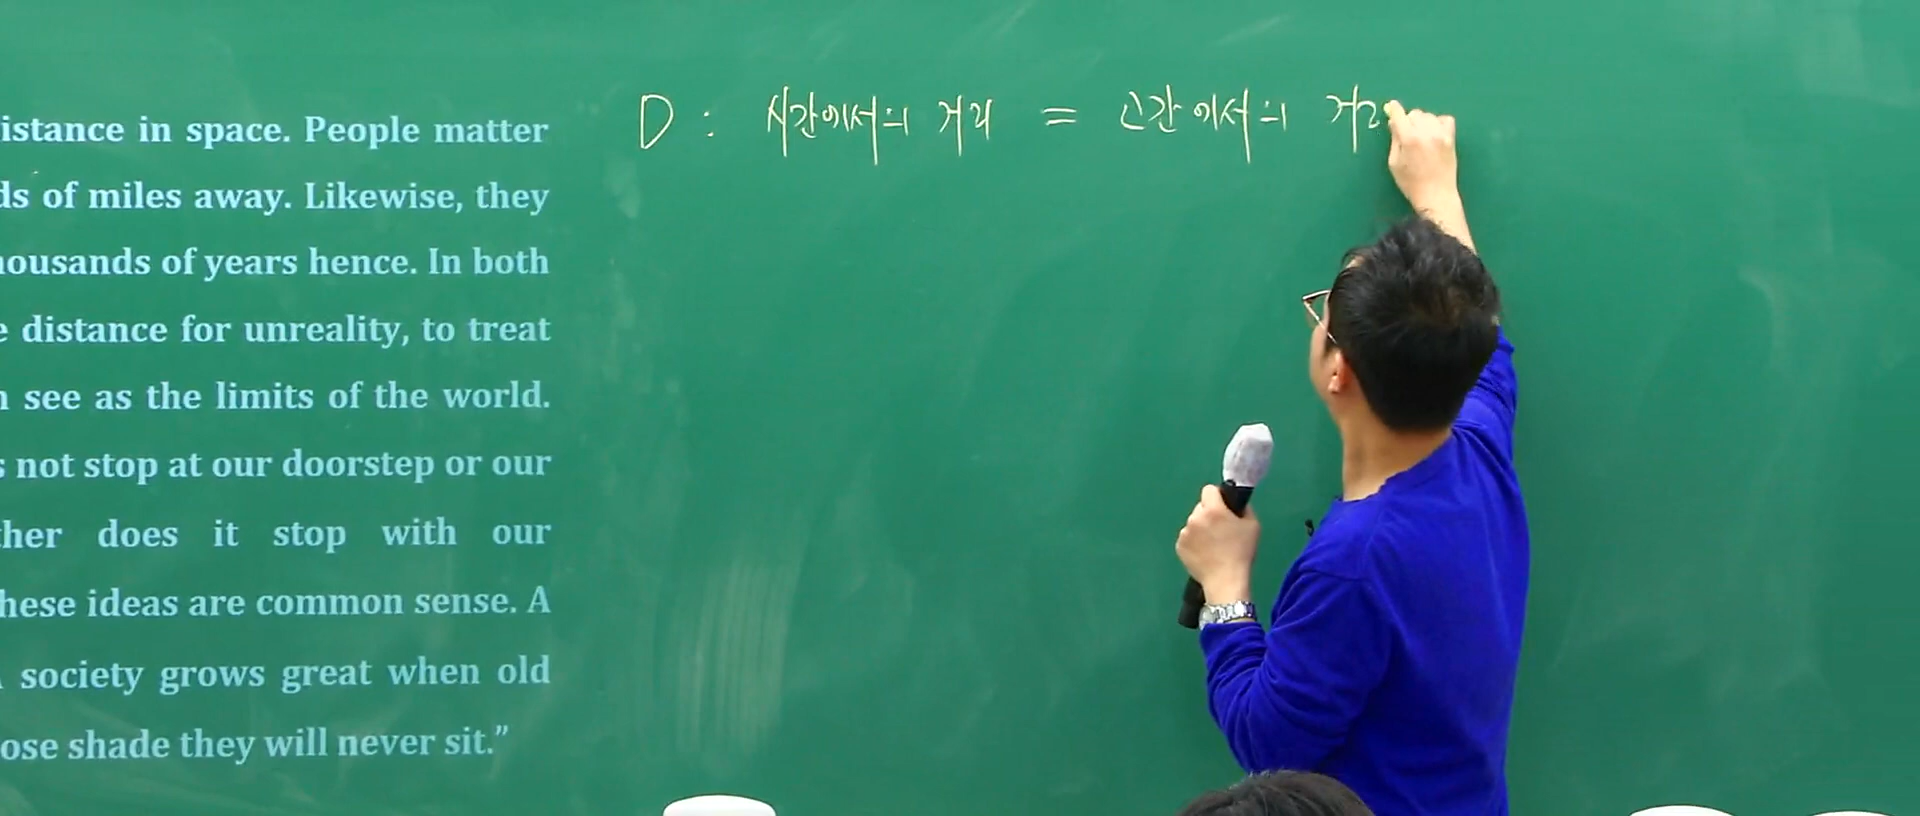 istance in space. People matter
ds of miles away. Likewise, they
housands of years hence. In both
e distance for unreality, to treat
n see as the limits of the world.
s not stop at our doorstep or our
ther does it stop with our
hese ideas are common sense. A
society grows great when old
ose shade they will never sit.”
D : 시간에서의 거리 = 공간에서의 거리